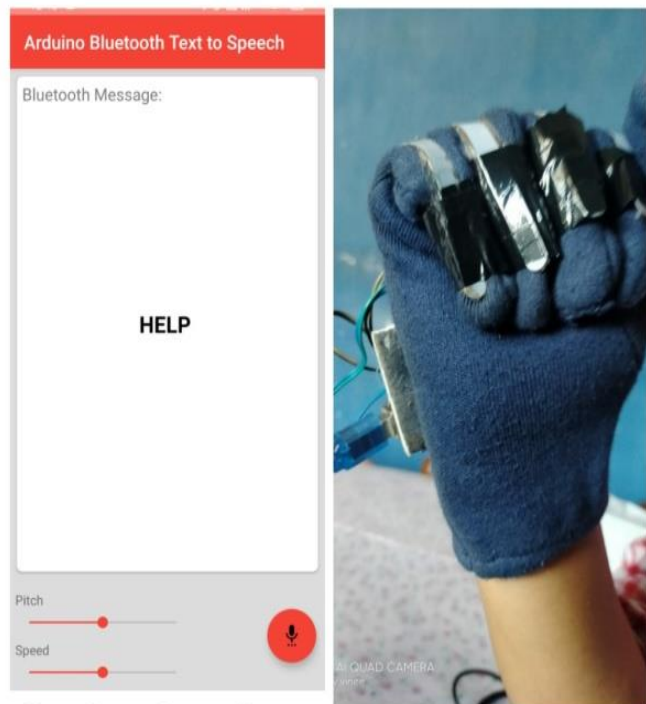 Arduino Bluetooth Text to Speech
Bluetooth Message:
HELP
Pitch
Speed
AI QUAD CAMERA